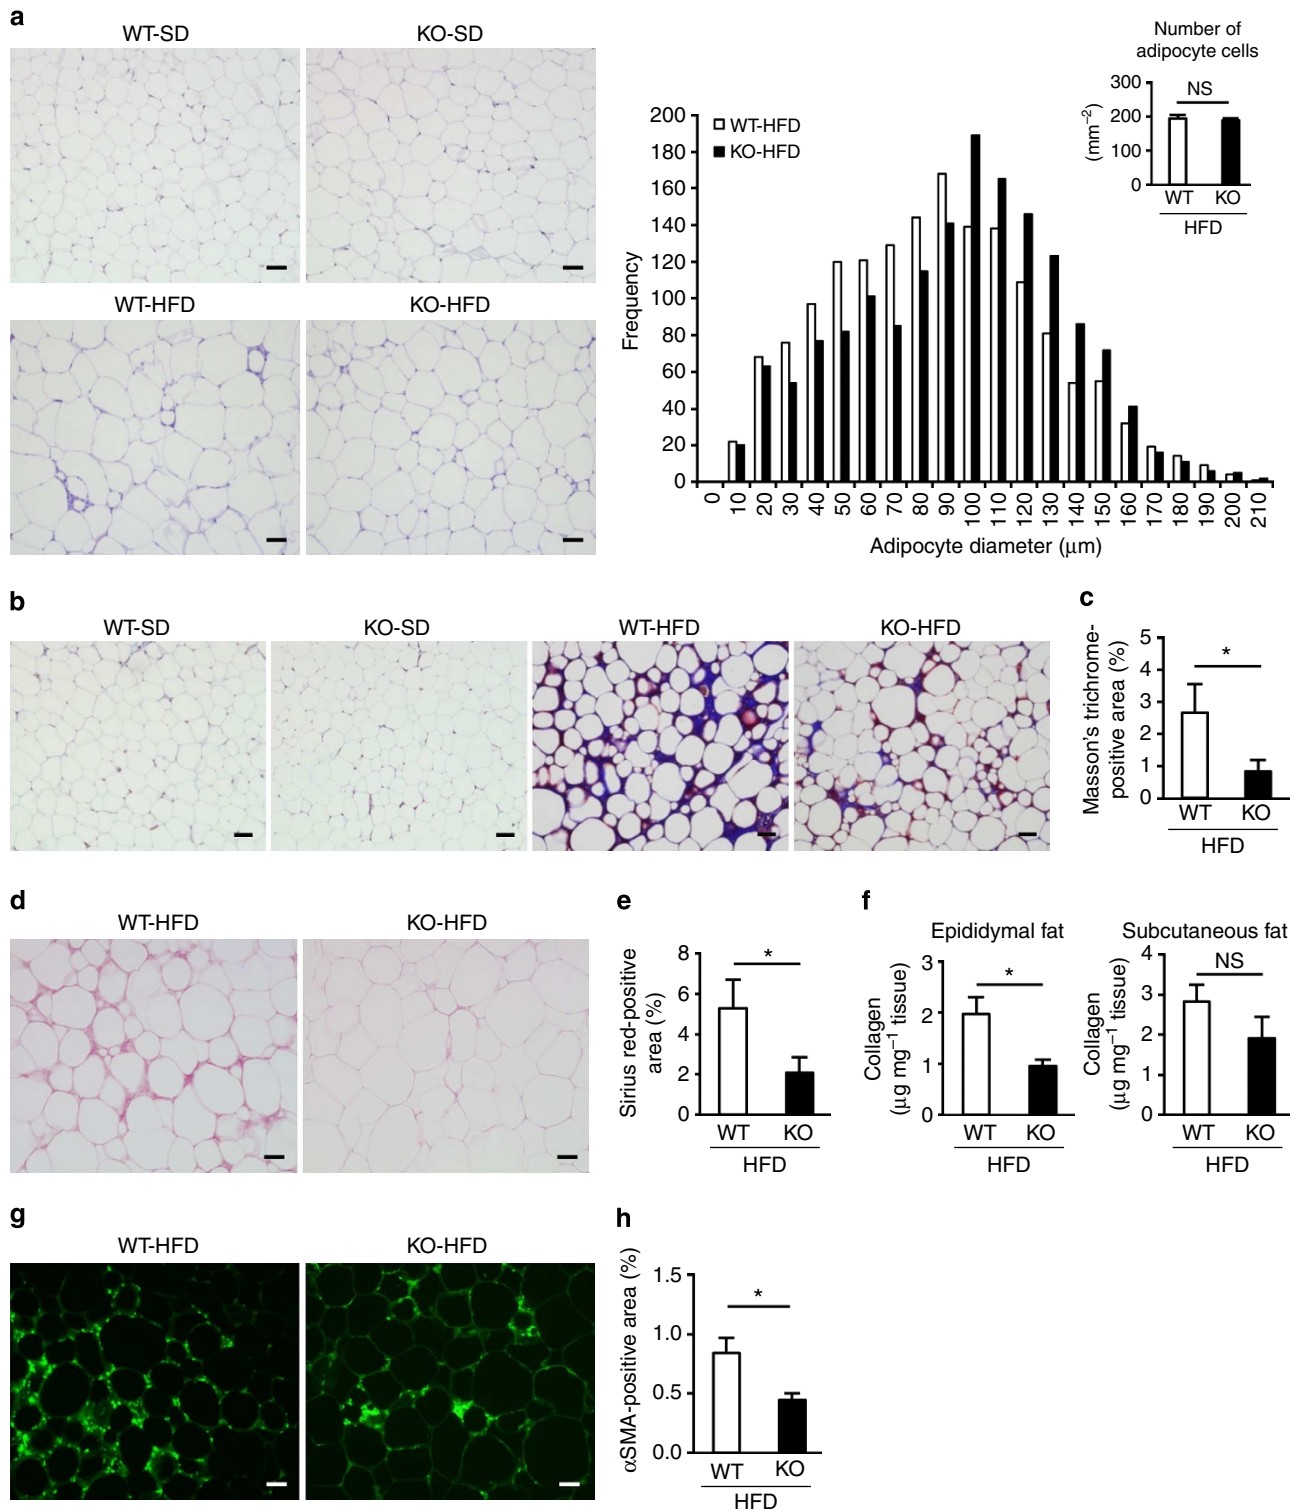 a
WT-SD
KO-SD
WT-HFD
KO-HFD
Frequency
200
180
160
140
120
100
80
60
40
20
0
WT-HFD
KO-HFD
0 10 20 30 40 50 60 70 80 90 100 110 120 130 140 150 160 170 180 190 200 210
Adipocyte diameter (μm)
Number of
adipocyte cells
(mm⁻²)
300
200
100
0
NS
WT KO
HFD
b
WT-SD
KO-SD
WT-HFD
KO-HFD
c
Masson's trichrome-
positive area (%)
5
4
3
2
1
0
*
WT KO
HFD
d
WT-HFD
KO-HFD
e
Sirius red-positive
area (%)
8
6
4
2
0
*
WT KO
HFD
f
Epididymal fat
Collagen
(μg mg⁻¹ tissue)
3
2
1
0
*
WT KO
HFD
Subcutaneous fat
Collagen
(μg mg⁻¹ tissue)
4
3
2
1
0
NS
WT KO
HFD
g
WT-HFD
KO-HFD
h
αSMA-positive area (%)
1.5
1.0
0.5
0.0
*
WT KO
HFD